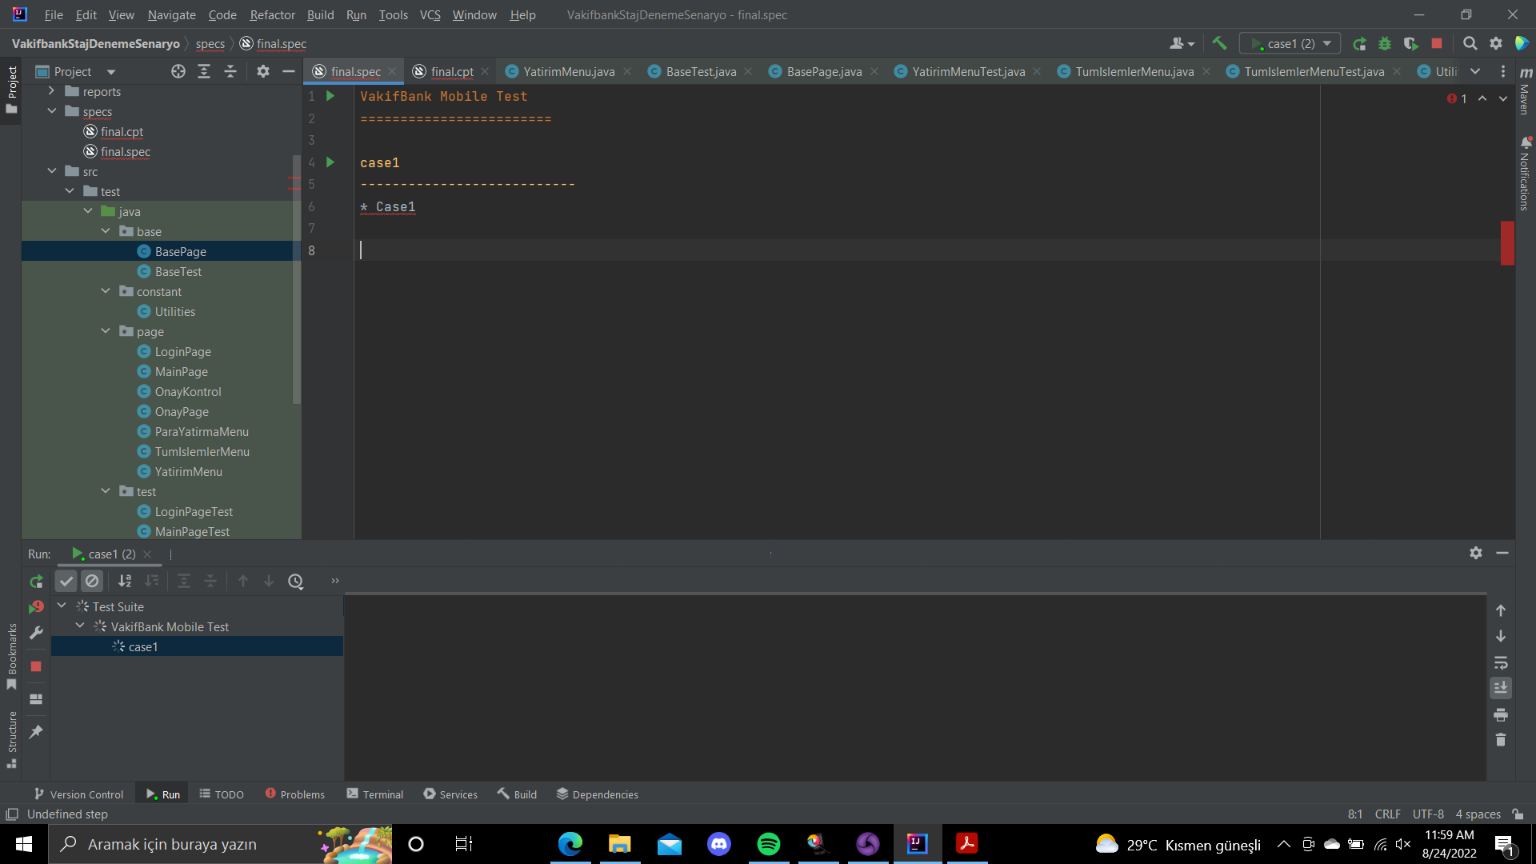 File Edit View Navigate Code Refactor Build Run Tools VCS Window Help VakifbankStajDenemeSenaryo - final.spec
VakifbankStajDenemeSenaryo specs final.spec case1 (2)
Project
final.spec final.cpt YatirimMenu.java BaseTest.java BasePage.java YatirimMenuTest.java TumIslemlerMenu.java TumIslemlerMenuTest.java Utili
reports
specs
final.cpt
final.spec
src
test
java
base
BasePage
BaseTest
constant
Utilities
page
LoginPage
MainPage
OnayKontrol
OnayPage
ParaYatirmaMenu
TumIslemlerMenu
YatirimMenu
test
LoginPageTest
MainPageTest
1 VakifBank Mobile Test
2 ========================
3
4 case1
5 ---------------------------
6 * Case1
7
8
1
Project
Bookmarks
Structure
m
Maven
Notifications
Run: case1 (2)
Test Suite
VakifBank Mobile Test
case1
Version Control Run TODO Problems Terminal Services Build Dependencies
Undefined step 8:1 CRLF UTF-8 4 spaces
Aramak için buraya yazın
29°C Kısmen güneşli
11:59 AM
8/24/2022
1